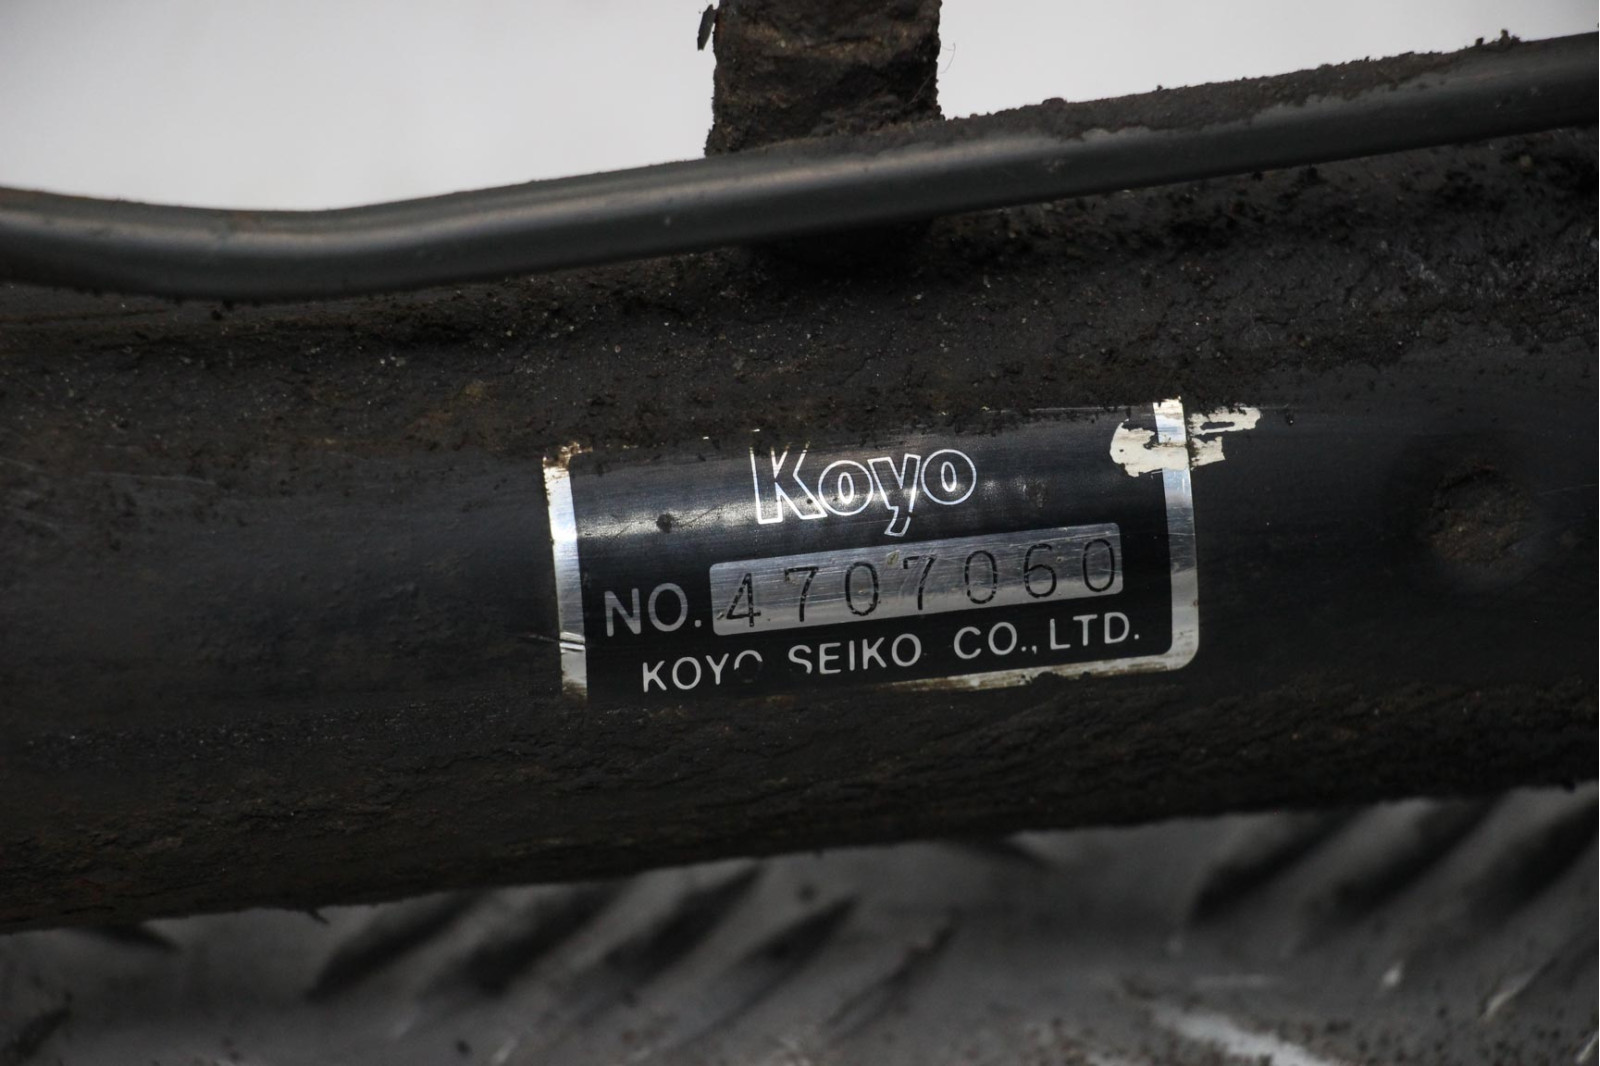 Koyo
NO. 4707060
KOYO SEIKO CO., LTD.